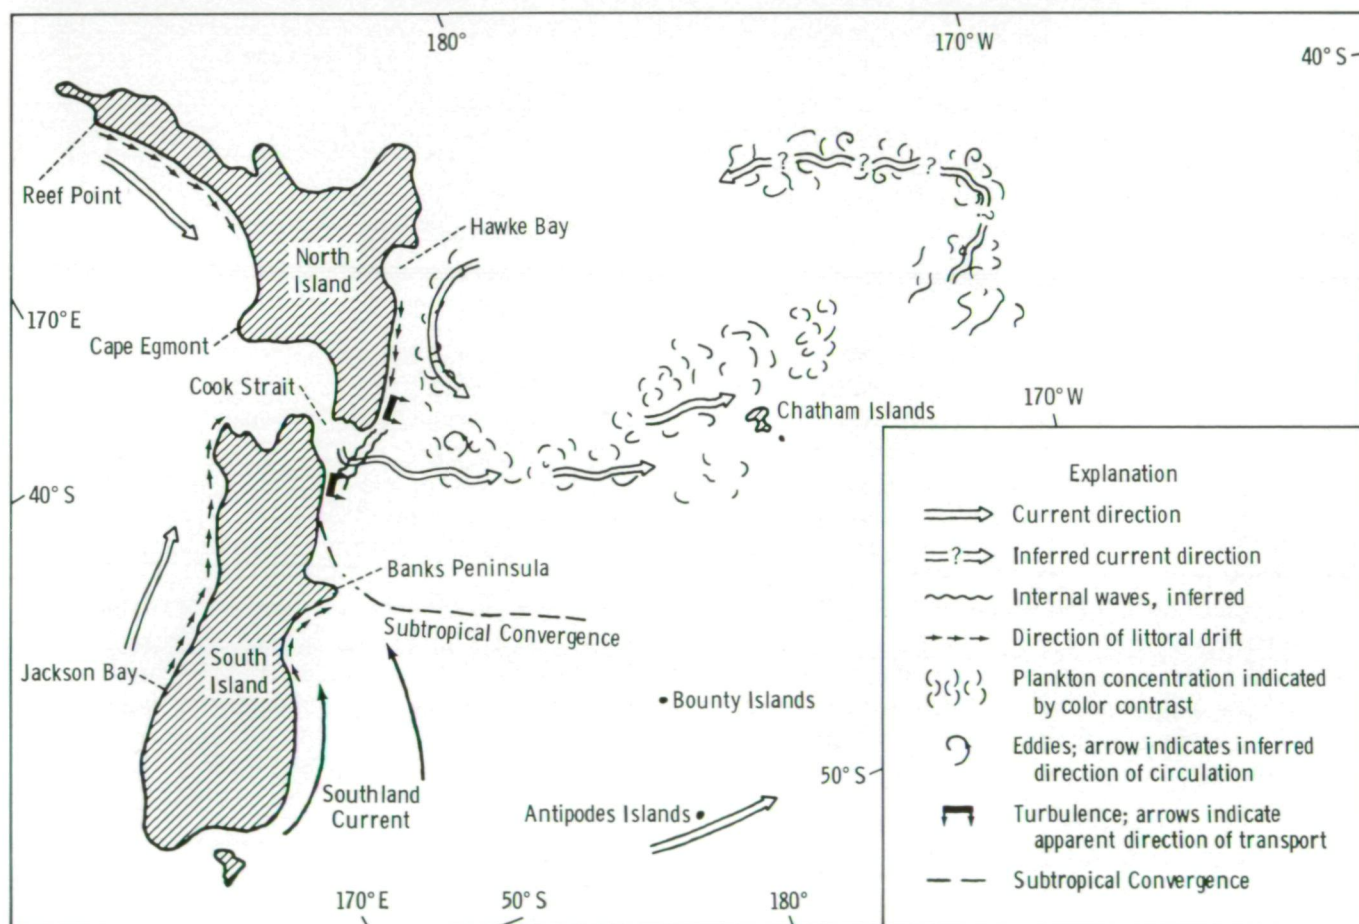 180°
170° W
40° S
Reef Point
Hawke Bay
North
Island
170° E
Cape Egmont
Cook Strait
170° W
Chatham Islands
40° S
Banks Peninsula
Subtropical Convergence
Jackson Bay
South
Island
Bounty Islands
Southland
Current
50° S
Antipodes Islands
170° E
50° S
180°
Explanation
Current direction
? Inferred current direction
Internal waves, inferred
Direction of littoral drift
Plankton concentration indicated
by color contrast
Eddies; arrow indicates inferred
direction of circulation
Turbulence; arrows indicate
apparent direction of transport
Subtropical Convergence
? ? ?
?